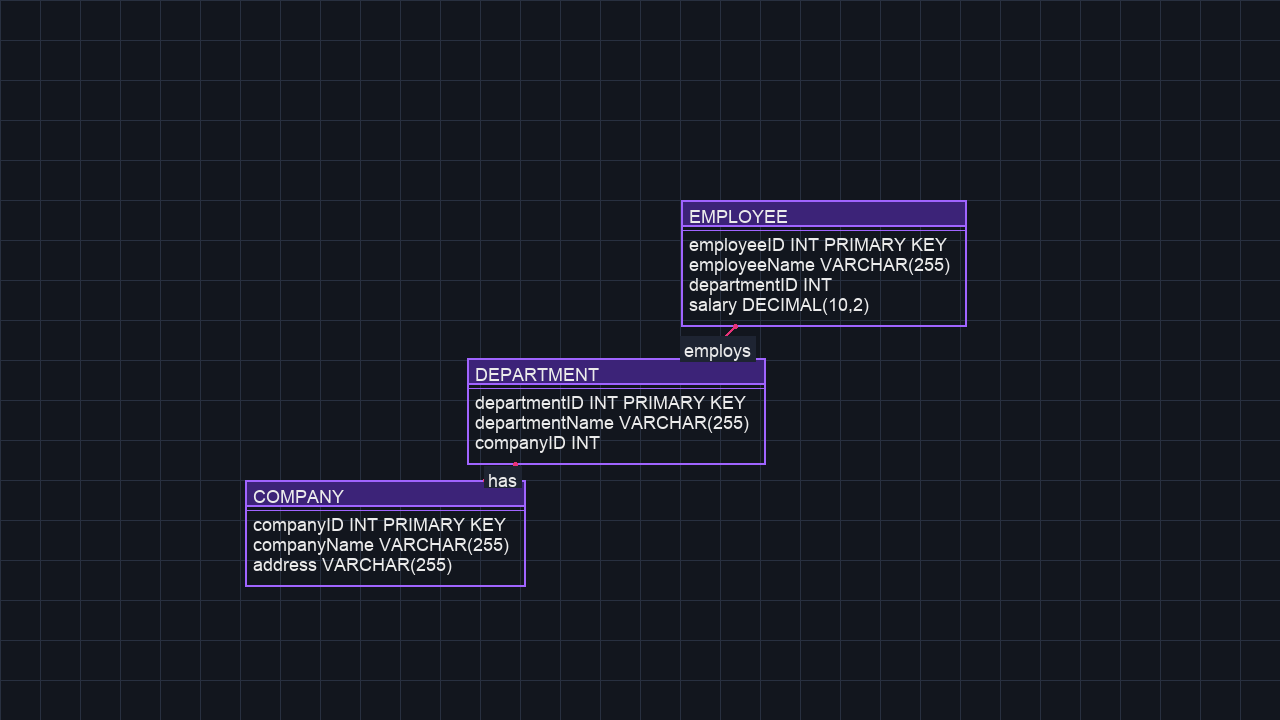 EMPLOYEE
employeeID INT PRIMARY KEY
employeeName VARCHAR(255)
departmentID INT
salary DECIMAL(10,2)
employs
DEPARTMENT
departmentID INT PRIMARY KEY
departmentName VARCHAR(255)
companyID INT
has
COMPANY
companyID INT PRIMARY KEY
companyName VARCHAR(255)
address VARCHAR(255)